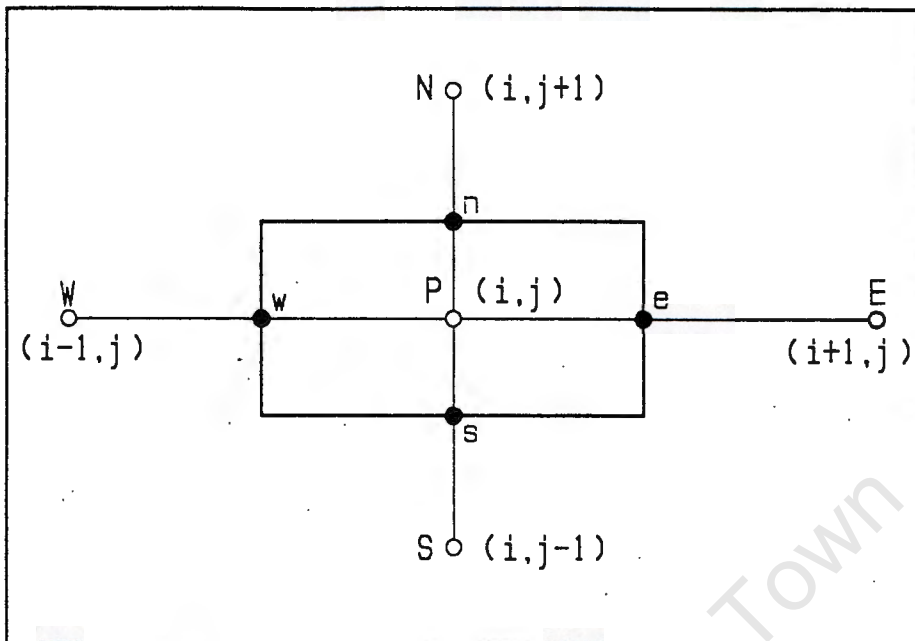 N (i,j+1)
n
W w P (i,j) e E
(i-1,j) (i+1,j)
s
S (i,j-1)
Town